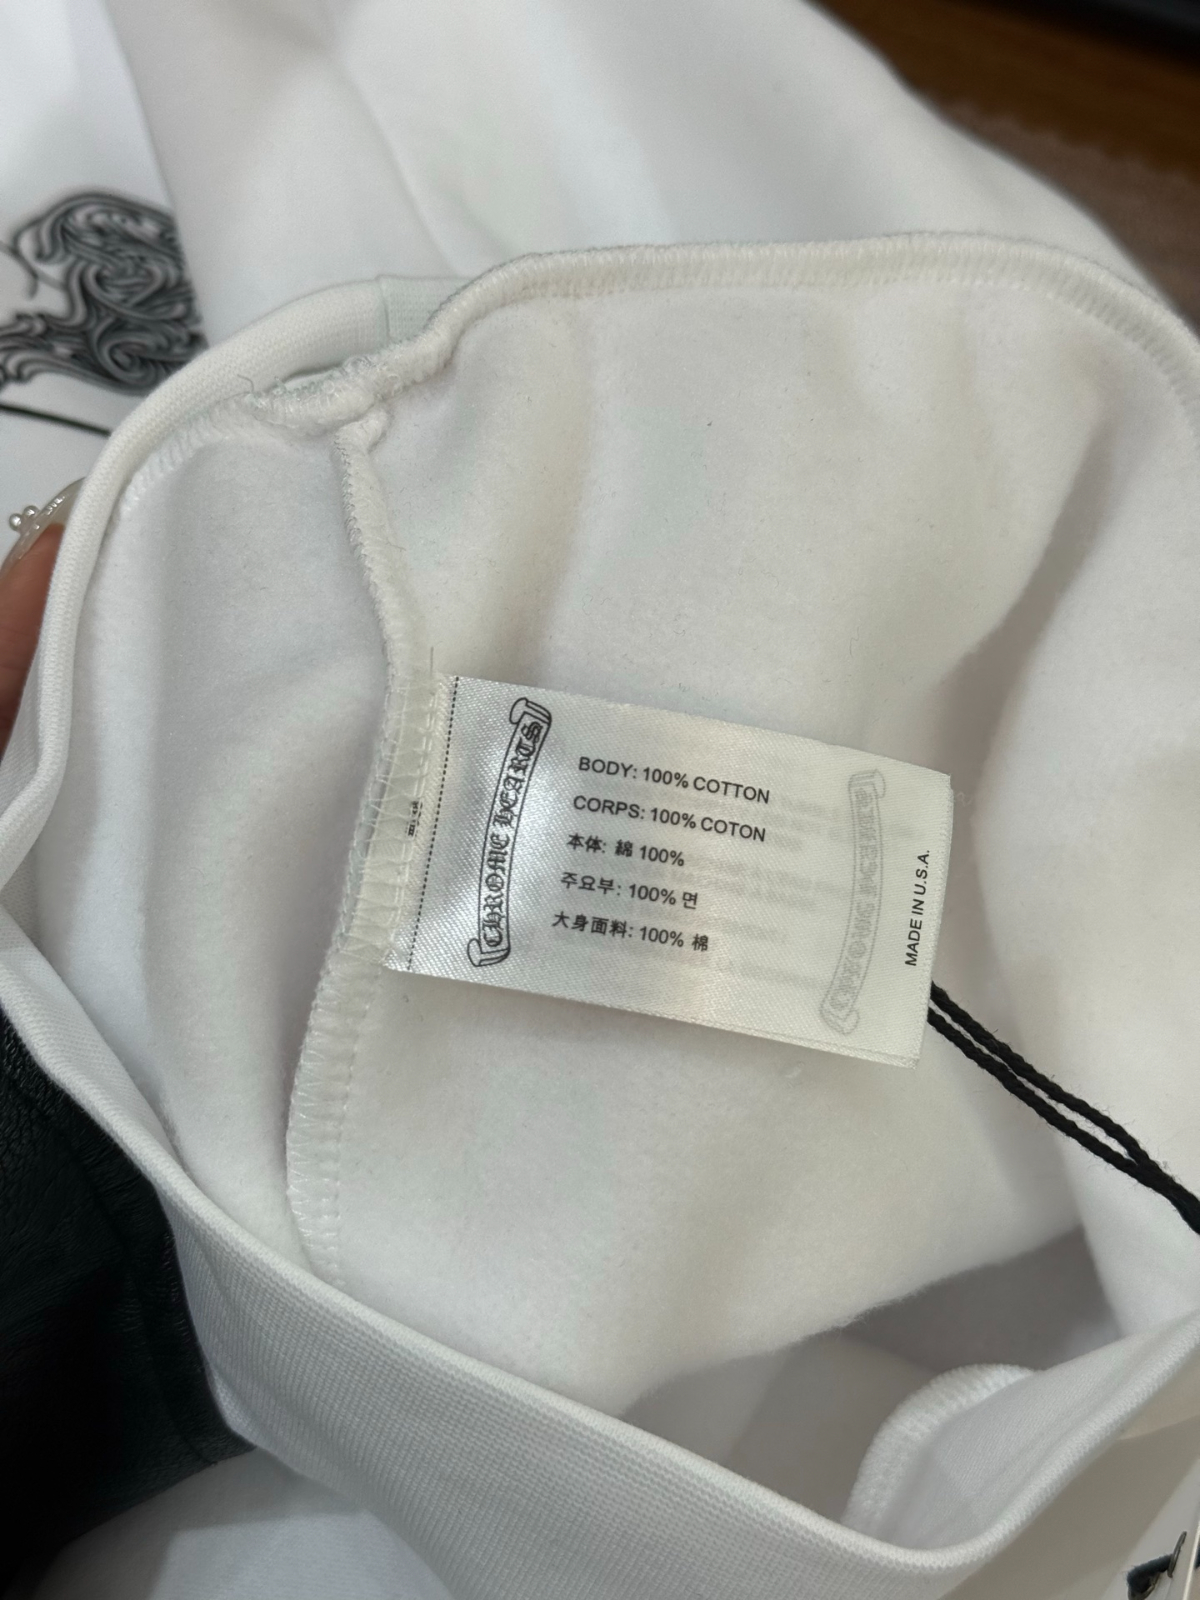 CHROME HEARTS
BODY: 100% COTTON
CORPS: 100% COTON
本体: 綿 100%
주요부: 100% 면
大身面料: 100% 棉
MADE IN U.S.A.